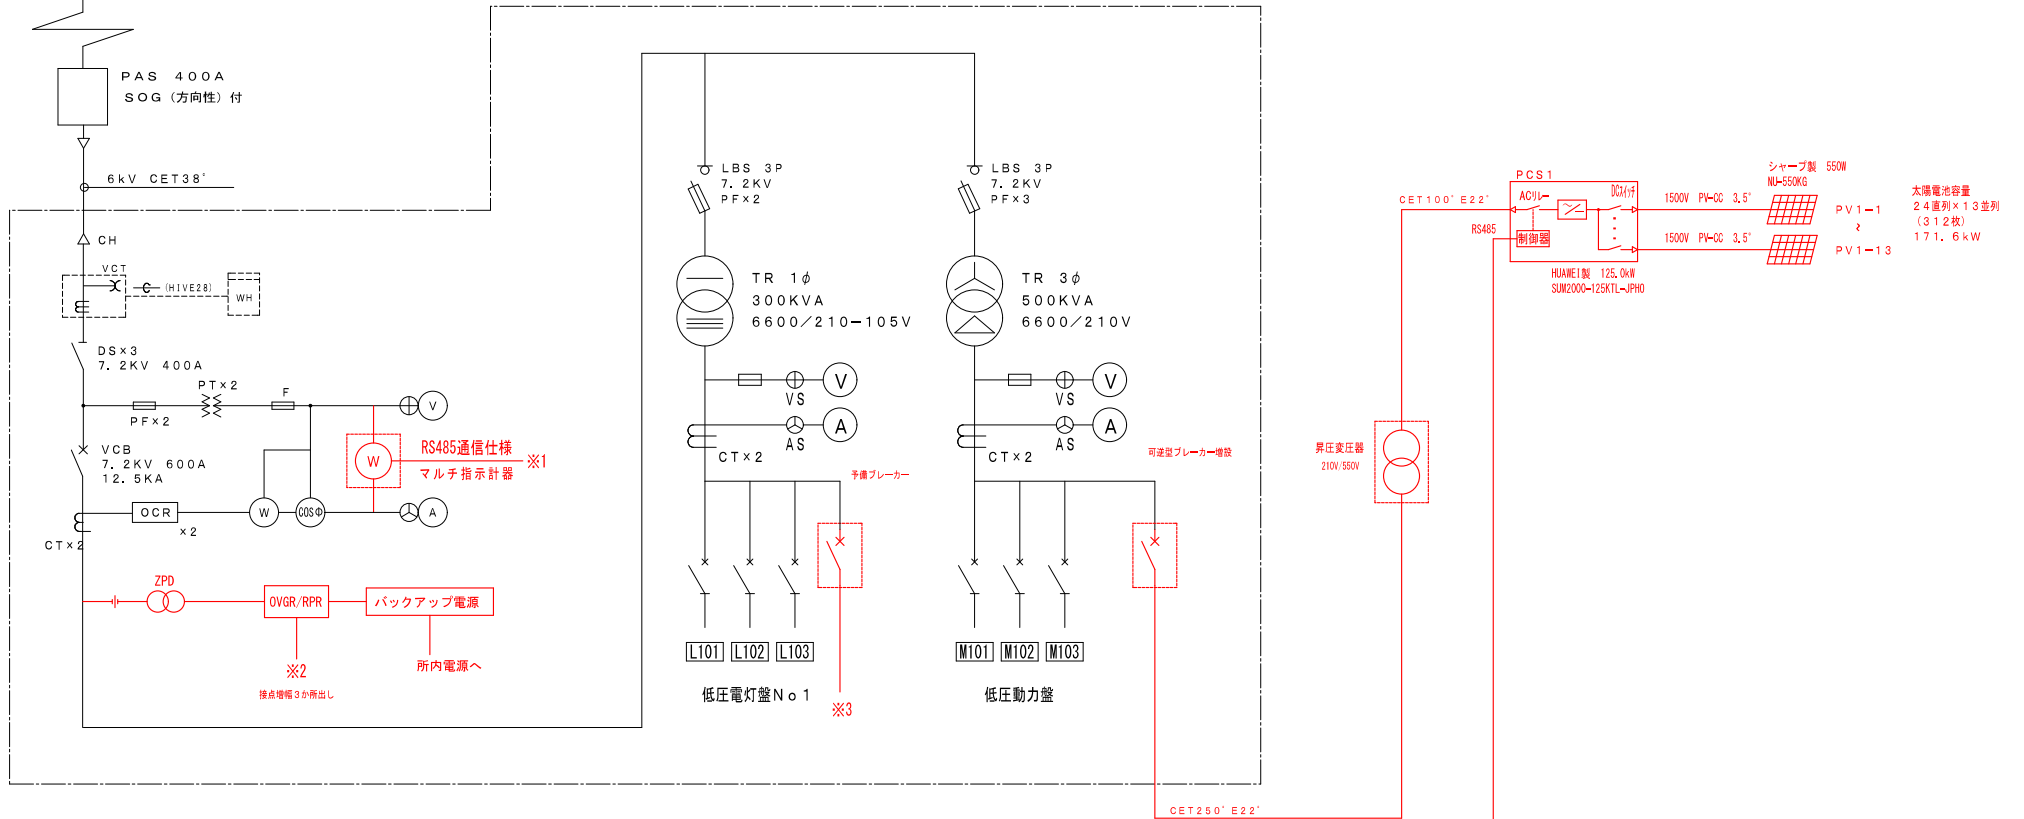 PAS 400A
SOG (方向性) 付
6kV CET38°
CH
VCT
C (HIVE28)
WH
DS×3
7. 2KV 400A
PT×2
F
PF×2
V
VCB
7. 2KV 600A
12. 5KA
W
RS485通信仕様
マルチ指示計器
※1
OCR
×2
W
COSΦ
A
CT×2
ZPD
OVGR/RPR
バックアップ電源
※2
接点増幅3か所出し
所内電源へ
LBS 3P
7. 2KV
PF×2
TR 1φ
300KVA
6600/210-105V
V
VS
A
AS
CT×2
予備ブレーカー
L101
L102
L103
低圧電灯盤No1
※3
LBS 3P
7. 2KV
PF×3
TR 3φ
500KVA
6600/210V
V
VS
A
AS
CT×2
可逆型ブレーカー増設
M101
M102
M103
低圧動力盤
CET250° E22°
昇圧変圧器
210V/550V
CET100° E22°
RS485
PCS1
ACリレー
DCスイッチ
制御器
HUAWEI製 125.0kW
SUM2000-125KTL-JPH0
1500V PV-CC 3.5°
1500V PV-CC 3.5°
シャープ製 550W
NU-550KG
PV1-1
~
PV1-13
太陽電池容量
24直列×13並列
(312枚)
171. 6kW